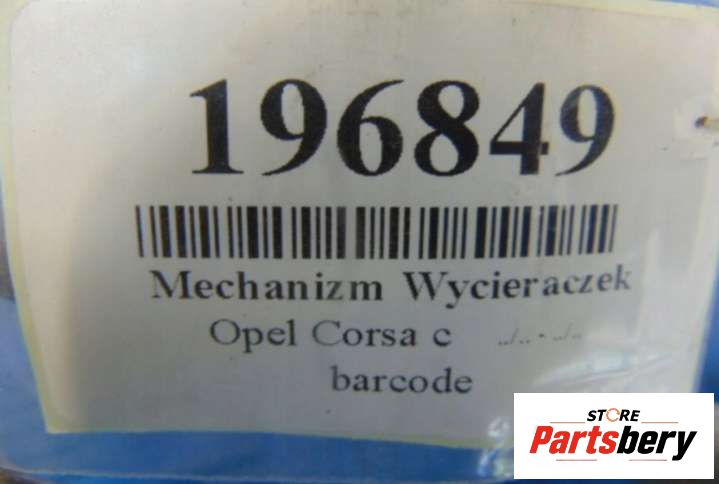 196849
Mechanizm Wycieraczek
Opel Corsa c ../.. - ../..
barcode
STORE
Partsbery